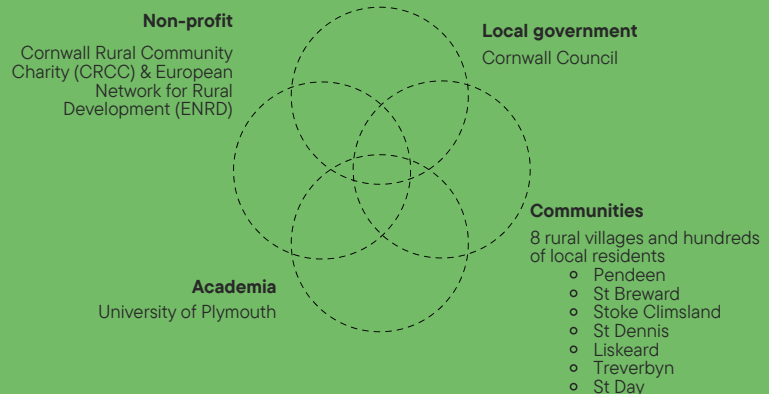 Non-profit
Cornwall Rural Community
Charity (CRCC) & European
Network for Rural
Development (ENRD)
Local government
Cornwall Council
Academia
University of Plymouth
Communities
8 rural villages and hundreds
of local residents
Pendeen
St Breward
Stoke Climsland
St Dennis
Liskeard
Treverbyn
St Day